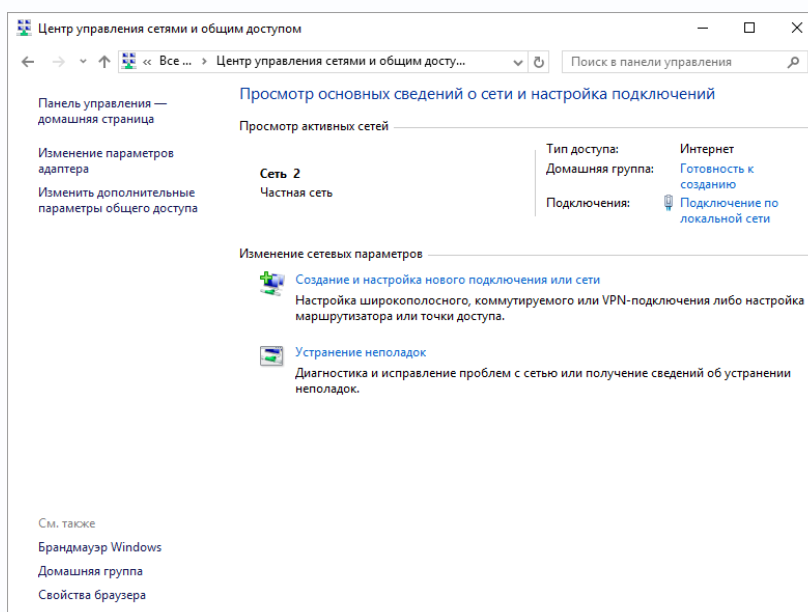 Центр управления сетями и общим доступом
« Все ... › Центр управления сетями и общим досту...
Поиск в панели управления
Панель управления —
домашняя страница
Изменение параметров
адаптера
Изменить дополнительные
параметры общего доступа
Просмотр основных сведений о сети и настройка подключений
Просмотр активных сетей
Сеть 2
Частная сеть
Тип доступа: Интернет
Домашняя группа: Готовность к
созданию
Подключения: Подключение по
локальной сети
Изменение сетевых параметров
Создание и настройка нового подключения или сети
Настройка широкополосного, коммутируемого или VPN-подключения либо настройка
маршрутизатора или точки доступа.
Устранение неполадок
Диагностика и исправление проблем с сетью или получение сведений об устранении
неполадок.
См. также
Брандмауэр Windows
Домашняя группа
Свойства браузера